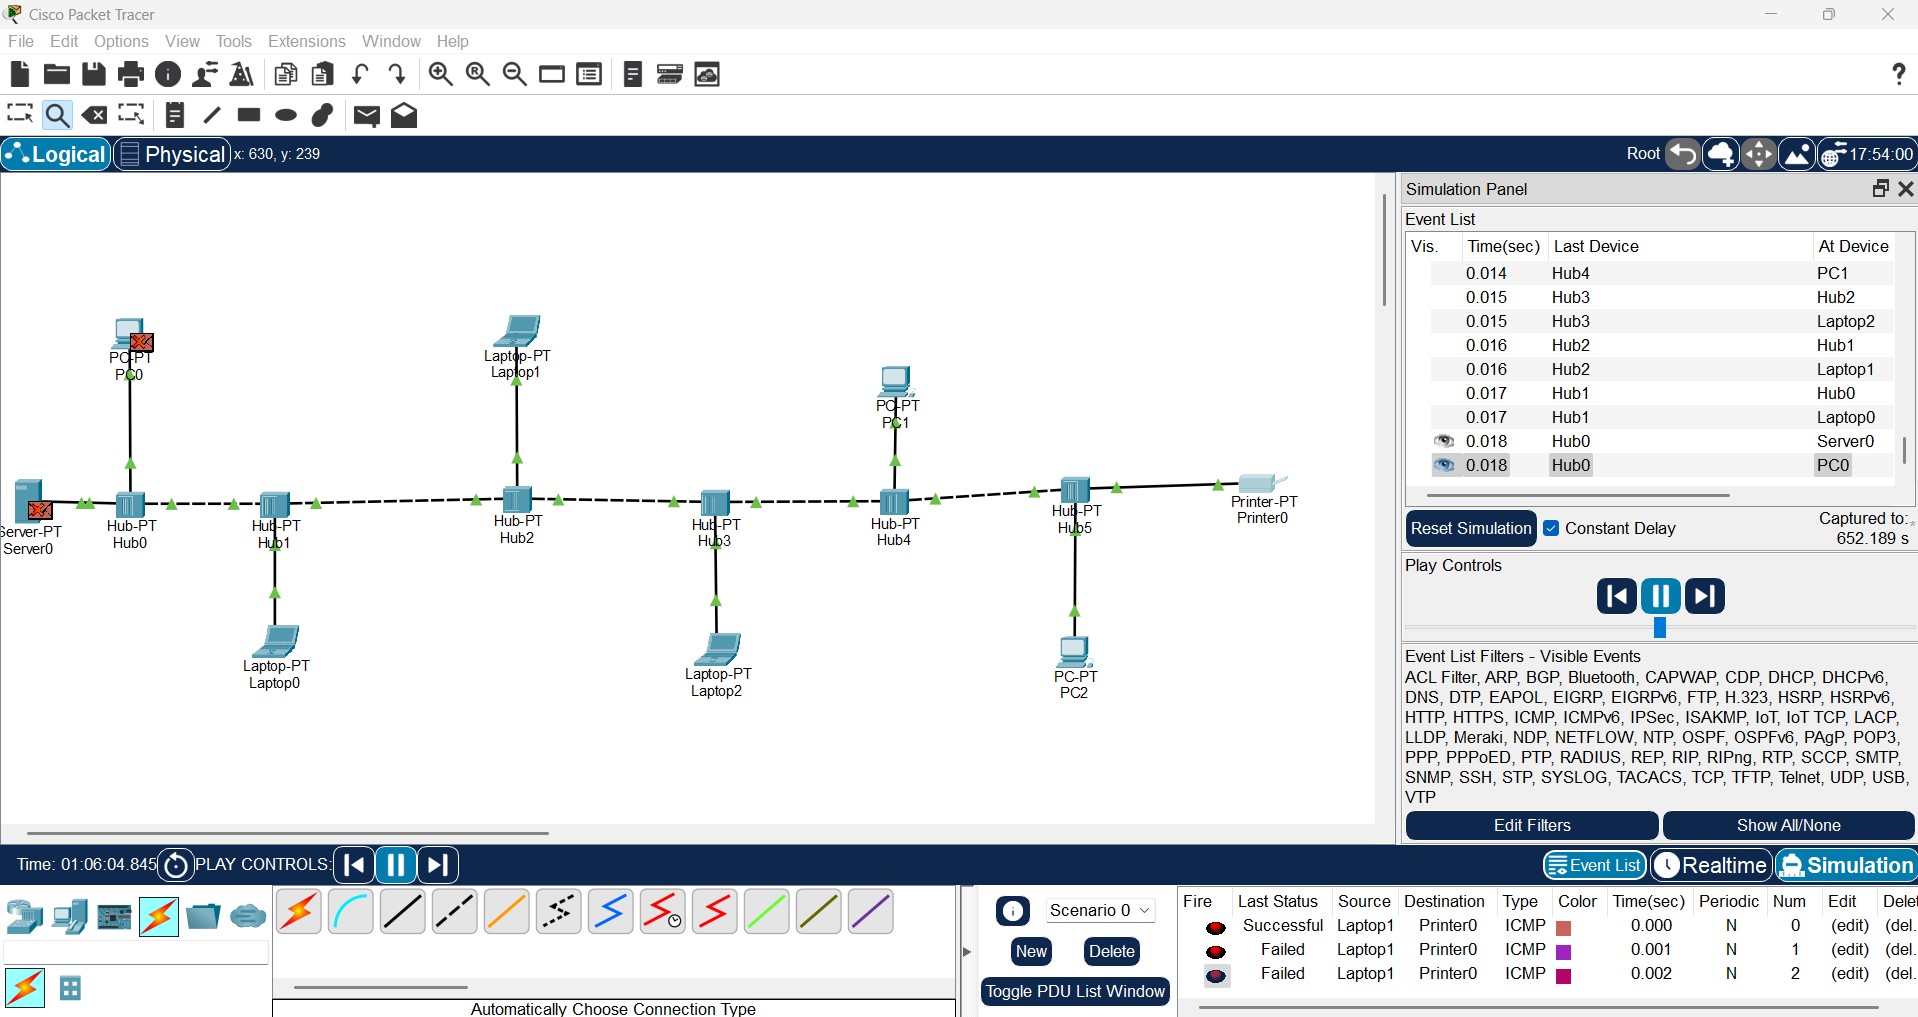 Cisco Packet Tracer
File Edit Options View Tools Extensions Window Help
Logical Physical x: 630, y: 239 Root 17:54:00
PC-PT
PC0
Laptop-PT
Laptop1
PC-PT
PC1
Server-PT
Server0
Hub-PT
Hub0
Hub-PT
Hub1
Hub-PT
Hub2
Hub-PT
Hub3
Hub-PT
Hub4
Hub-PT
Hub5
Printer-PT
Printer0
Laptop-PT
Laptop0
Laptop-PT
Laptop2
PC-PT
PC2
Simulation Panel
Event List
Vis. Time(sec) Last Device At Device
0.014 Hub4 PC1
0.015 Hub3 Hub2
0.015 Hub3 Laptop2
0.016 Hub2 Hub1
0.016 Hub2 Laptop1
0.017 Hub1 Hub0
0.017 Hub1 Laptop0
0.018 Hub0 Server0
0.018 Hub0 PC0
Reset Simulation Constant Delay Captured to:
652.189 s
Play Controls
Event List Filters - Visible Events
ACL Filter, ARP, BGP, Bluetooth, CAPWAP, CDP, DHCP, DHCPv6,
DNS, DTP, EAPOL, EIGRP, EIGRPv6, FTP, H.323, HSRP, HSRPv6,
HTTP, HTTPS, ICMP, ICMPv6, IPSec, ISAKMP, IoT, IoT TCP, LACP,
LLDP, Meraki, NDP, NETFLOW, NTP, OSPF, OSPFv6, PAgP, POP3,
PPP, PPPoED, PTP, RADIUS, REP, RIP, RIPng, RTP, SCCP, SMTP,
SNMP, SSH, STP, SYSLOG, TACACS, TCP, TFTP, Telnet, UDP, USB,
VTP
Edit Filters Show All/None
Time: 01:06:04.845 PLAY CONTROLS: Event List Realtime Simulation
Scenario 0
New Delete
Toggle PDU List Window
Automatically Choose Connection Type
Fire Last Status Source Destination Type Color Time(sec) Periodic Num Edit Delet
Successful Laptop1 Printer0 ICMP 0.000 N 0 (edit) (del.
Failed Laptop1 Printer0 ICMP 0.001 N 1 (edit) (del.
Failed Laptop1 Printer0 ICMP 0.002 N 2 (edit) (del.